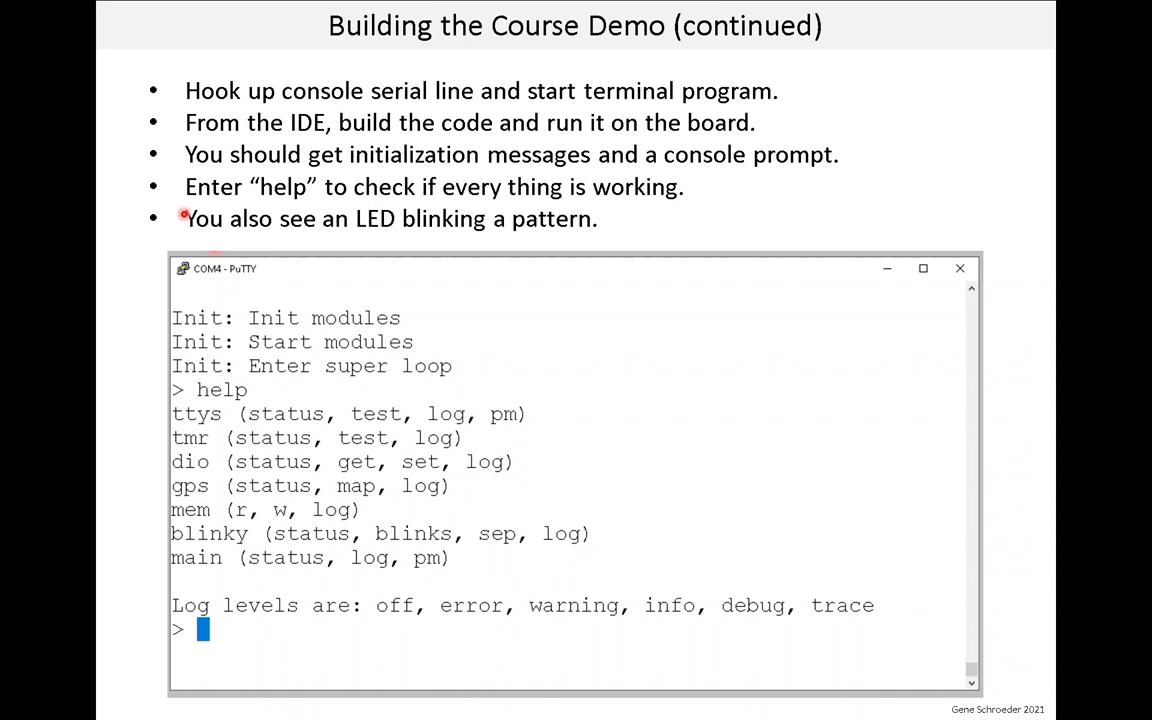 Building the Course Demo (continued)
• Hook up console serial line and start terminal program.
• From the IDE, build the code and run it on the board.
• You should get initialization messages and a console prompt.
• Enter “help” to check if every thing is working.
• You also see an LED blinking a pattern.
COM4 - PuTTY
Init: Init modules
Init: Start modules
Init: Enter super loop
> help
ttys (status, test, log, pm)
tmr (status, test, log)
dio (status, get, set, log)
gps (status, map, log)
mem (r, w, log)
blinky (status, blinks, sep, log)
main (status, log, pm)
Log levels are: off, error, warning, info, debug, trace
>
Gene Schroeder 2021